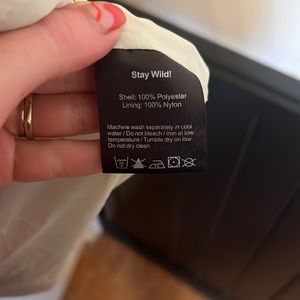 Stay Wild!
Shell: 100% Polyester
Lining: 100% Nylon
Machine wash separately in cool
water / Do not bleach / Iron at low
temperature / Tumble dry on low
Do not dry clean